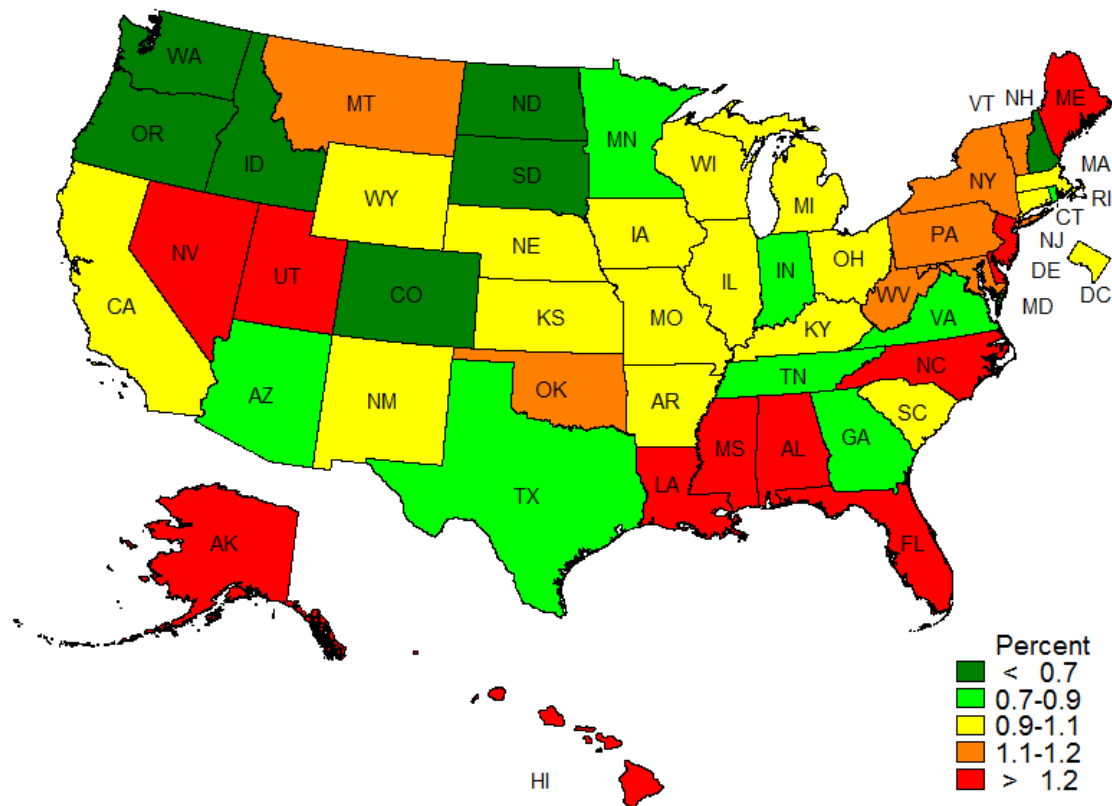 WA
MT
ND
MN
VT
NH
ME
OR
ID
SD
WI
NY
MA
WY
MI
RI
CT
NE
IA
PA
NJ
NV
UT
CO
IL
IN
OH
DE
DC
CA
KS
MO
WV
MD
KY
VA
AZ
NM
OK
AR
TN
NC
SC
MS
AL
GA
TX
LA
AK
FL
HI
Percent
< 0.7
0.7-0.9
0.9-1.1
1.1-1.2
> 1.2